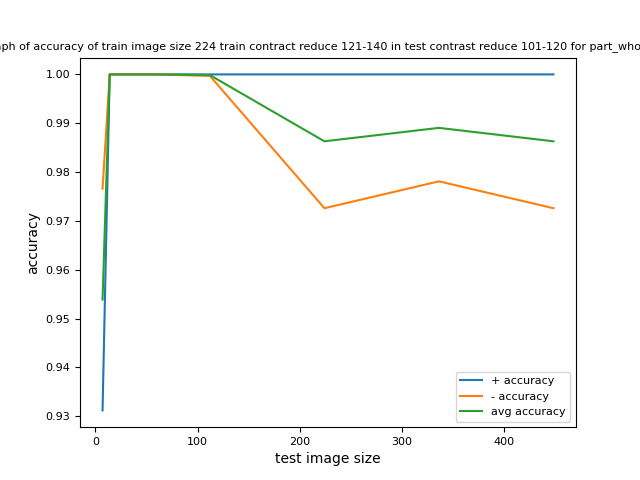 of accuracy of train image size 224 train contract reduce 121-140 in test contrast reduce 101-120 for
1.00
0.99
0.98
0.97
0.96
0.95
0.94
0.93
accuracy
0
100
200
300
400
test image size
+ accuracy
- accuracy
avg accuracy